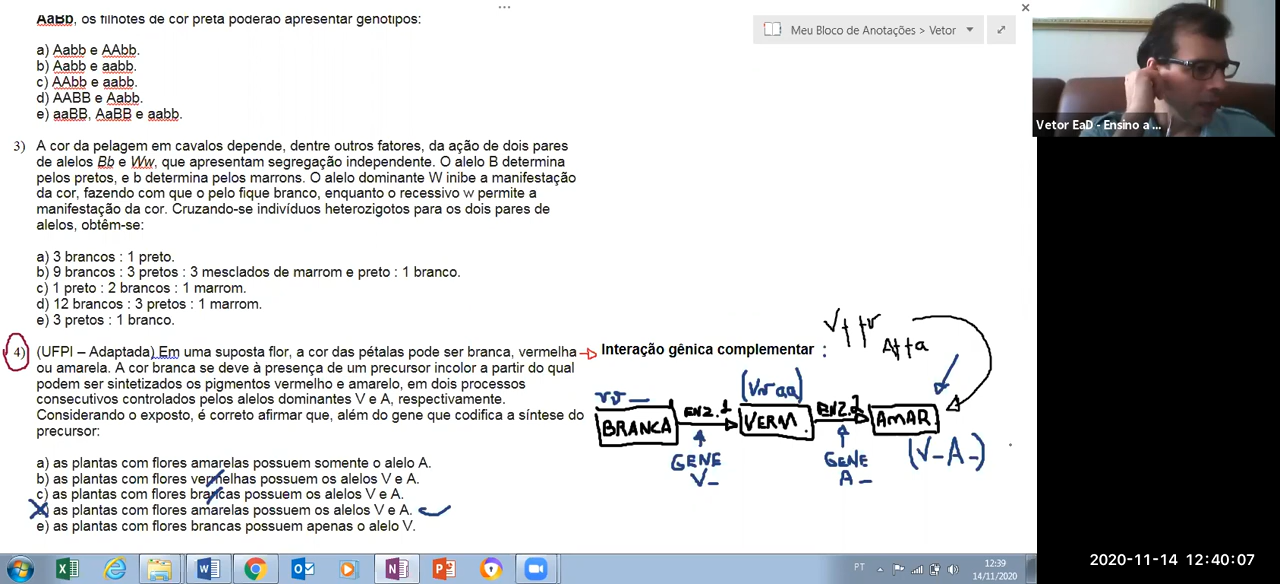 AaBb, os filhotes de cor preta poderão apresentar genótipos:
a) Aabb e AAbb.
b) Aabb e aabb.
c) AAbb e aabb.
d) AABB e Aabb.
e) aaBB, AaBB e aabb.
3) A cor da pelagem em cavalos depende, dentre outros fatores, da ação de dois pares
de alelos Bb e Ww, que apresentam segregação independente. O alelo B determina
pelos pretos, e b determina pelos marrons. O alelo dominante W inibe a manifestação
da cor, fazendo com que o pelo fique branco, enquanto o recessivo w permite a
manifestação da cor. Cruzando-se indivíduos heterozigotos para os dois pares de
alelos, obtêm-se:
a) 3 brancos : 1 preto.
b) 9 brancos : 3 pretos : 3 mesclados de marrom e preto : 1 branco.
c) 1 preto : 2 brancos : 1 marrom.
d) 12 brancos : 3 pretos : 1 marrom.
e) 3 pretos : 1 branco.
4) (UFPI – Adaptada) Em uma suposta flor, a cor das pétalas pode ser branca, vermelha
ou amarela. A cor branca se deve à presença de um precursor incolor a partir do qual
podem ser sintetizados os pigmentos vermelho e amarelo, em dois processos
consecutivos controlados pelos alelos dominantes V e A, respectivamente.
Considerando o exposto, é correto afirmar que, além do gene que codifica a síntese do
precursor:
a) as plantas com flores amarelas possuem somente o alelo A.
b) as plantas com flores vermelhas possuem os alelos V e A.
c) as plantas com flores brancas possuem os alelos V e A.
as plantas com flores amarelas possuem os alelos V e A.
e) as plantas com flores brancas possuem apenas o alelo V.
Meu Bloco de Anotações > Vetor
Vetor EaD - Ensino a ...
Interação gênica complementar :
vv _
(Vv aa)
BRANCA ENZ. 1 VERM. ENZ. 2 AMAR.
GENE
V_
GENE
A_
(V_A_)
PT
12:39
14/11/2020
2020-11-14 12:40:07